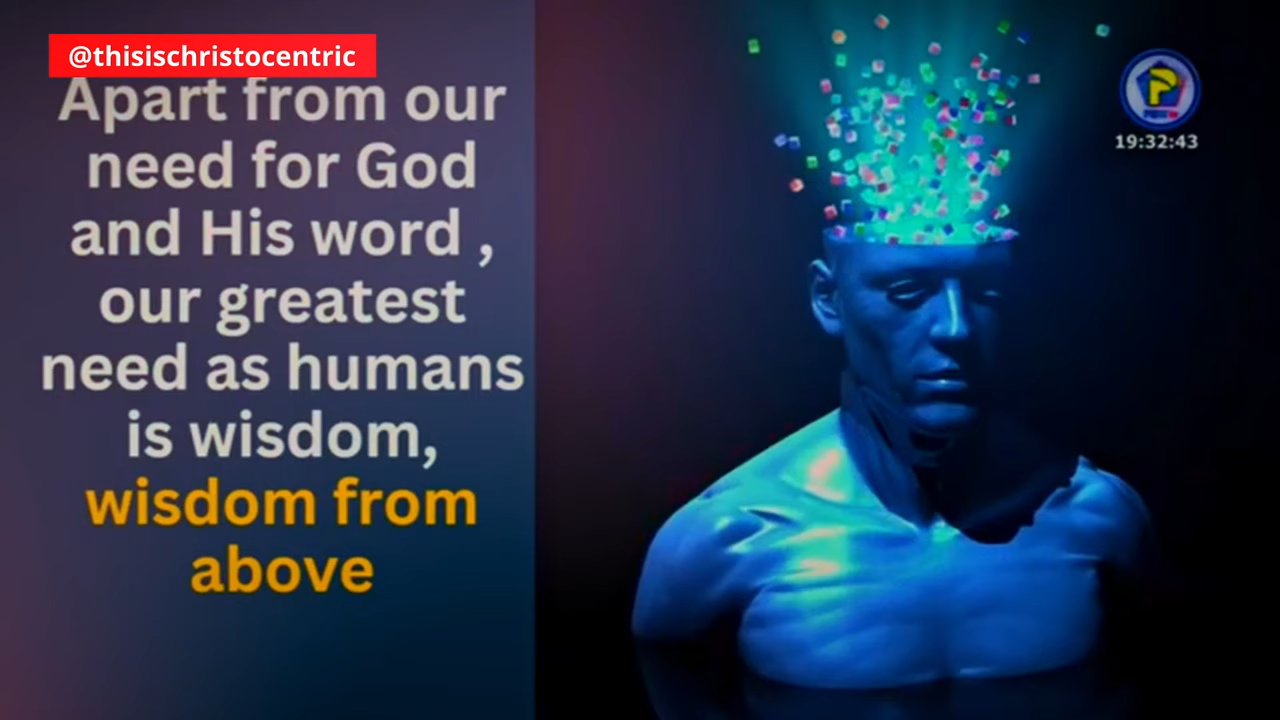 @thisischristocentric
Apart from our
need for God
and His word ,
our greatest
need as humans
is wisdom,
wisdom from
above
P
19:32:43